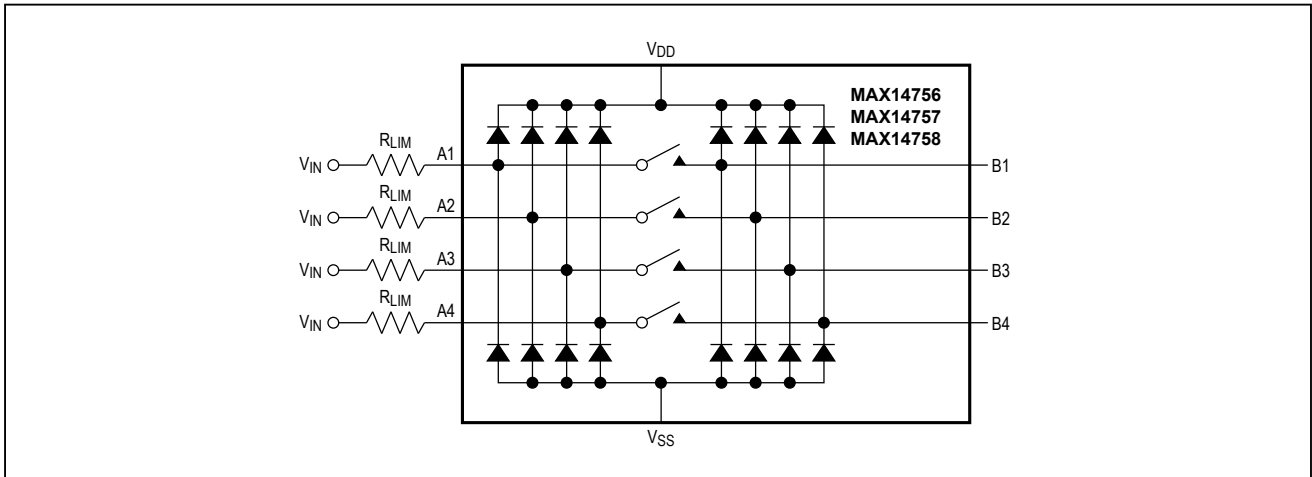 VDD
MAX14756
MAX14757
MAX14758
RLIM
VIN A1 B1
RLIM
VIN A2 B2
RLIM
VIN A3 B3
RLIM
VIN A4 B4
VSS